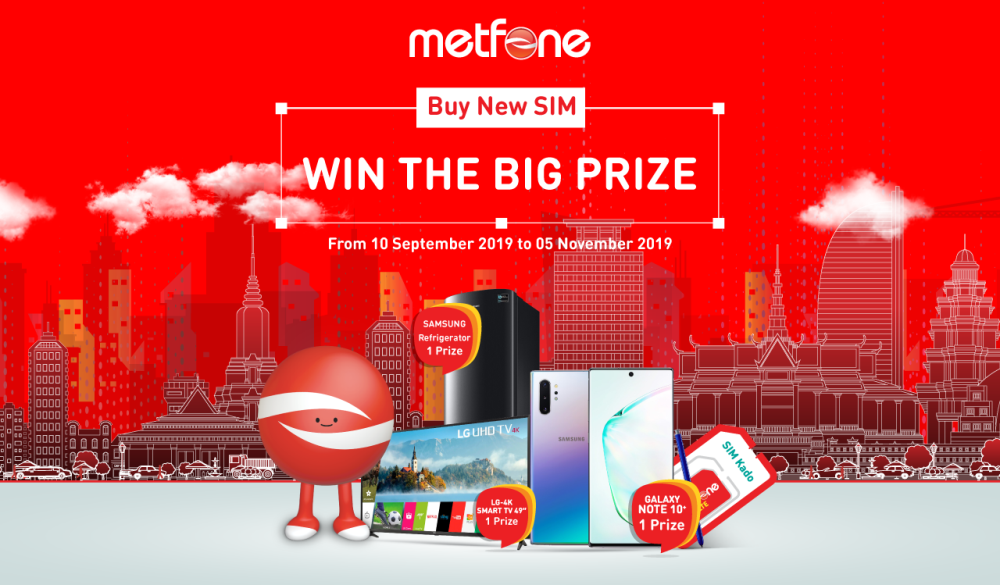 metfone
Buy New SIM
WIN THE BIG PRIZE
From 10 September 2019 to 05 November 2019
SAMSUNG
Refrigerator
1 Prize
LG UHD TV 4K
SAMSUNG
SIM Kado
LG-4K
SMART TV 49"
1 Prize
GALAXY
NOTE 10+
1 Prize